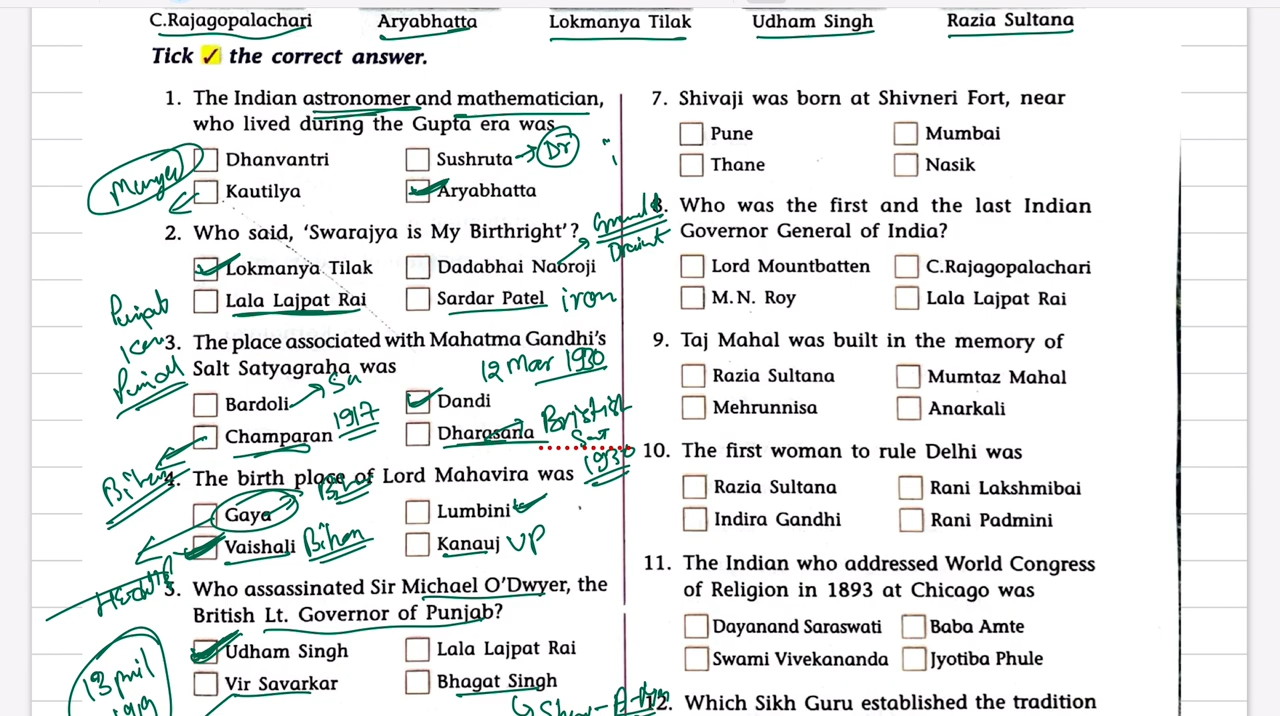 C.Rajagopalachari Aryabhatta Lokmanya Tilak Udham Singh Razia Sultana
Tick ✓ the correct answer.
1. The Indian astronomer and mathematician,
who lived during the Gupta era was
Dhanvantri Sushruta → Dr
Kautilya Aryabhatta
2. Who said, 'Swarajya is My Birthright'?
Lokmanya Tilak Dadabhai Naoroji
Lala Lajpat Rai Sardar Patel iron
Punjab
3. The place associated with Mahatma Gandhi's
Salt Satyagraha was 12 Mar 1930
Bardoli Dandi
Champaran 1917 Dharasana
Bihar
1930
4. The birth place of Lord Mahavira was
Gaya Lumbini
Vaishali Bihar Kanauj UP
5. Who assassinated Sir Michael O'Dwyer, the
British Lt. Governor of Punjab?
Udham Singh Lala Lajpat Rai
Vir Savarkar Bhagat Singh
7. Shivaji was born at Shivneri Fort, near
Pune Mumbai
Thane Nasik
8. Who was the first and the last Indian
Governor General of India?
Lord Mountbatten C.Rajagopalachari
M.N. Roy Lala Lajpat Rai
9. Taj Mahal was built in the memory of
Razia Sultana Mumtaz Mahal
Mehrunnisa Anarkali
10. The first woman to rule Delhi was
Razia Sultana Rani Lakshmibai
Indira Gandhi Rani Padmini
11. The Indian who addressed World Congress
of Religion in 1893 at Chicago was
Dayanand Saraswati Baba Amte
Swami Vivekananda Jyotiba Phule
12. Which Sikh Guru established the tradition